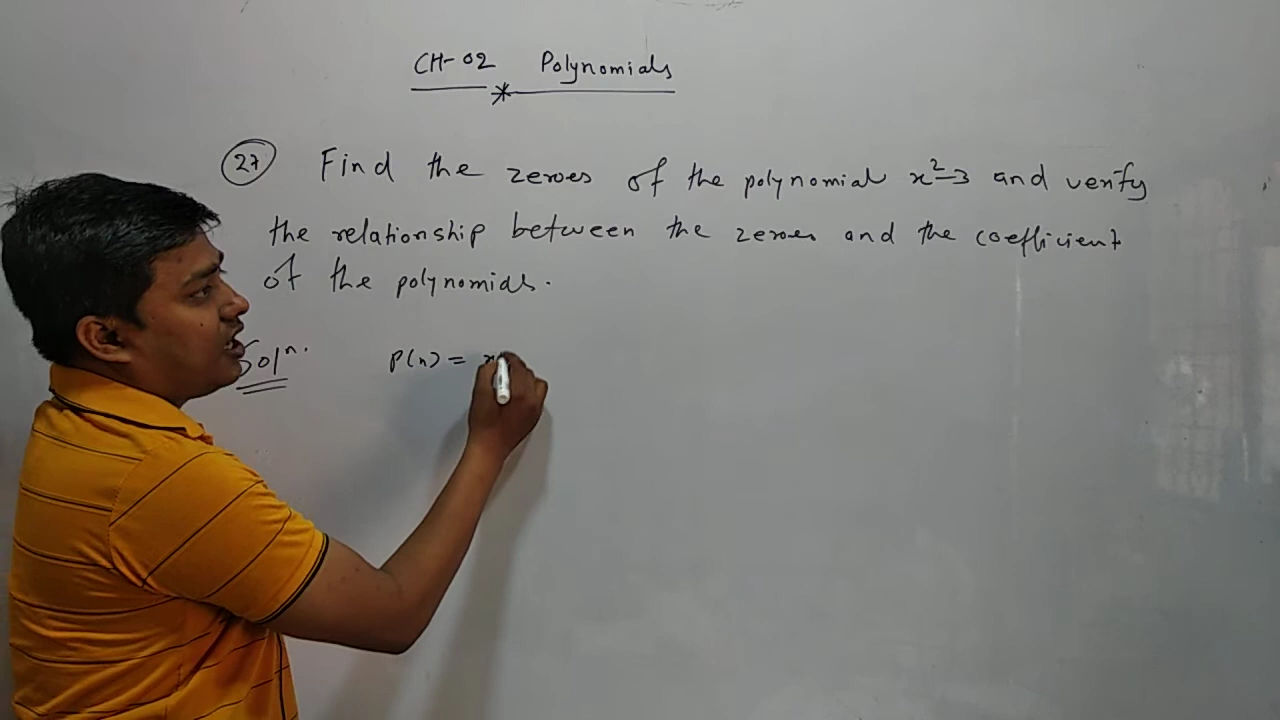 CH-02 Polynomials
27 Find the zeroes of the polynomial x²-3 and verify
the relationship between the zeroes and the coefficient
of the polynomials.
Solⁿ. P(x) = x